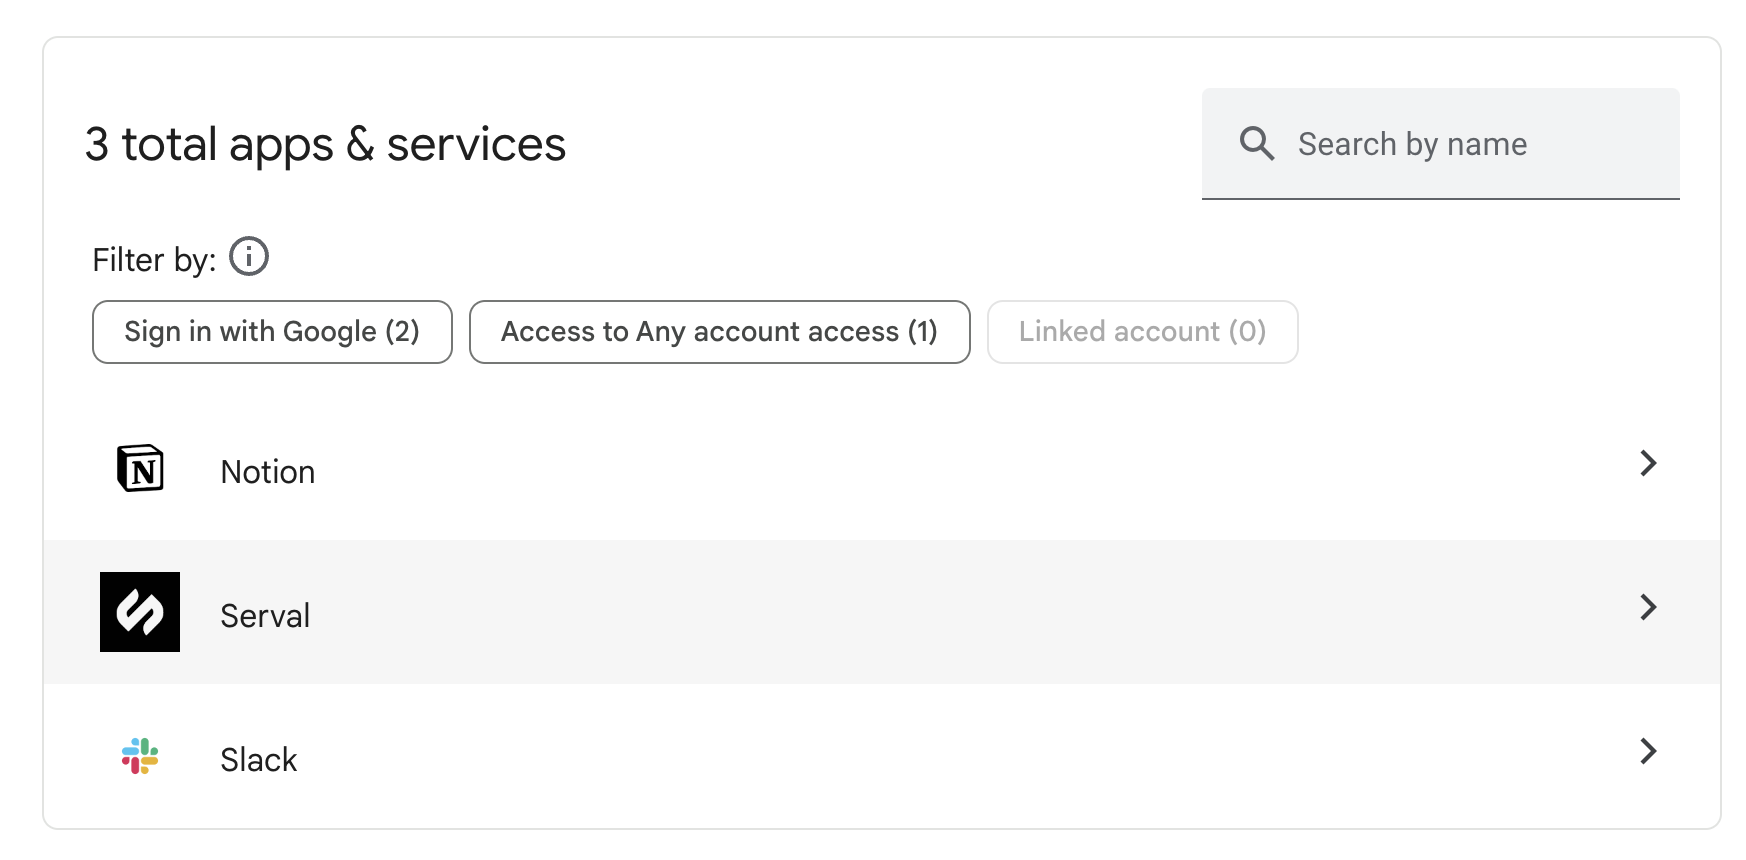 3 total apps & services
Search by name
Filter by:
Sign in with Google (2)
Access to Any account access (1)
Linked account (0)
N
Notion
Serval
Slack